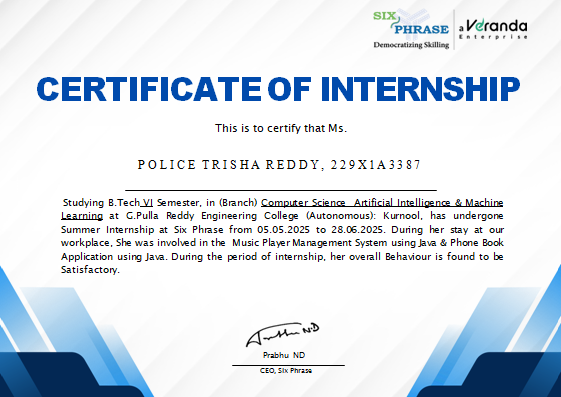 SIX
PHRASE
Democratizing Skilling
a Veranda
Enterprise
CERTIFICATE OF INTERNSHIP
This is to certify that Ms.
POLICE TRISHA REDDY, 229X1A3387
Studying B.Tech VI Semester, in (Branch) Computer Science Artificial Intelligence & Machine
Learning at G.Pulla Reddy Engineering College (Autonomous): Kurnool, has undergone
Summer Internship at Six Phrase from 05.05.2025 to 28.06.2025. During her stay at our
workplace, She was involved in the Music Player Management System using Java & Phone Book
Application using Java. During the period of internship, her overall Behaviour is found to be
Satisfactory.
Prabhu ND
Prabhu ND
CEO, Six Phrase